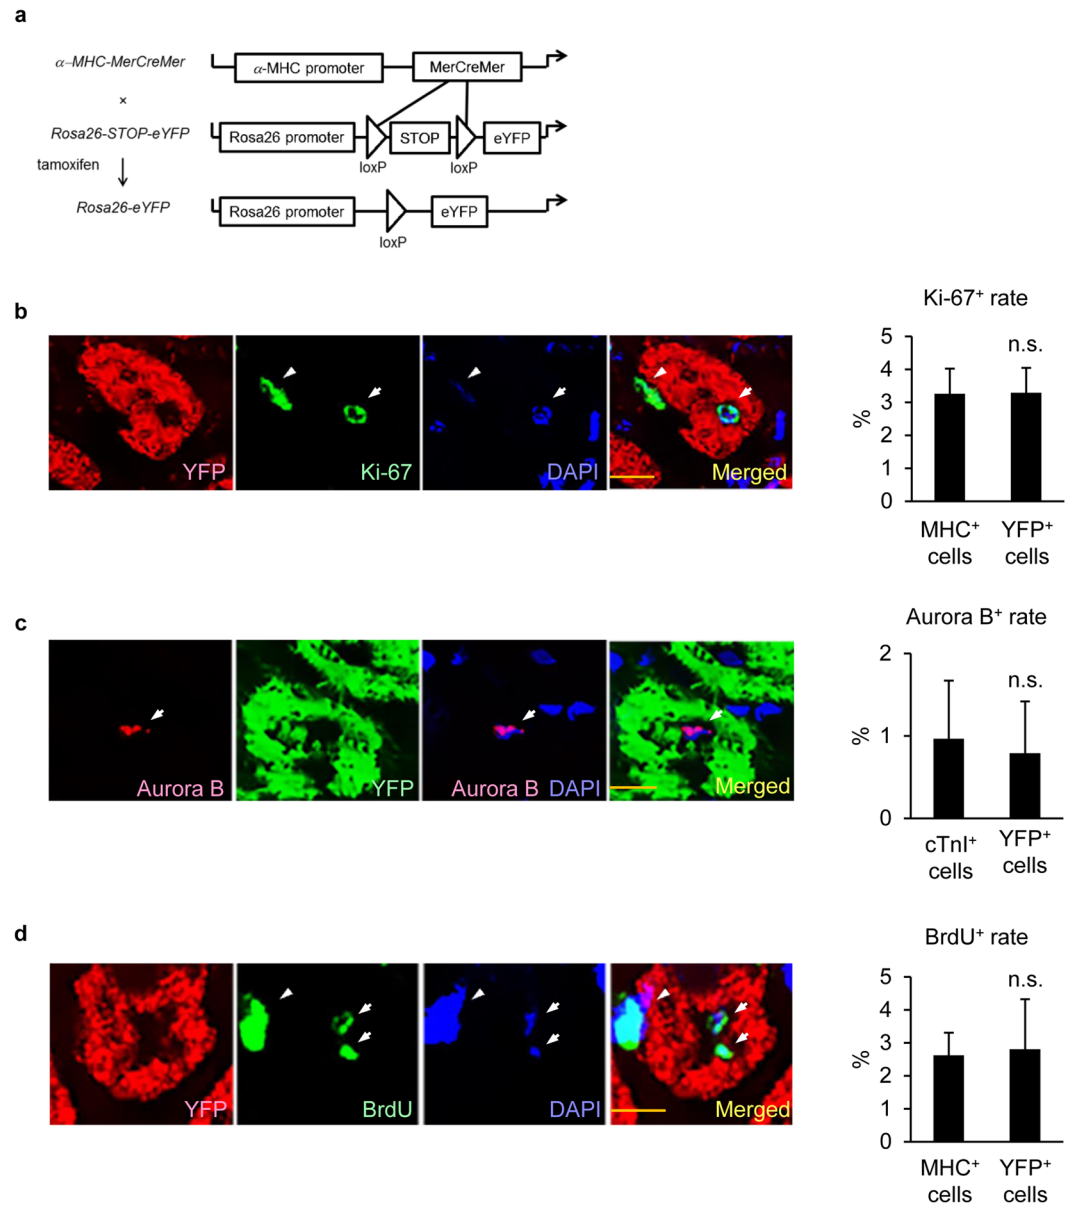 a
α–MHC-MerCreMer
α-MHC promoter
MerCreMer
×
Rosa26-STOP-eYFP
Rosa26 promoter
STOP
eYFP
loxP
loxP
tamoxifen
Rosa26-eYFP
Rosa26 promoter
eYFP
loxP
b
YFP
Ki-67
DAPI
Merged
Ki-67⁺ rate
n.s.
%
5
4
3
2
1
0
MHC⁺
cells
YFP⁺
cells
c
Aurora B
YFP
Aurora B DAPI
Merged
Aurora B⁺ rate
n.s.
%
2
1
0
cTnI⁺
cells
YFP⁺
cells
d
YFP
BrdU
DAPI
Merged
BrdU⁺ rate
n.s.
%
5
4
3
2
1
0
MHC⁺
cells
YFP⁺
cells